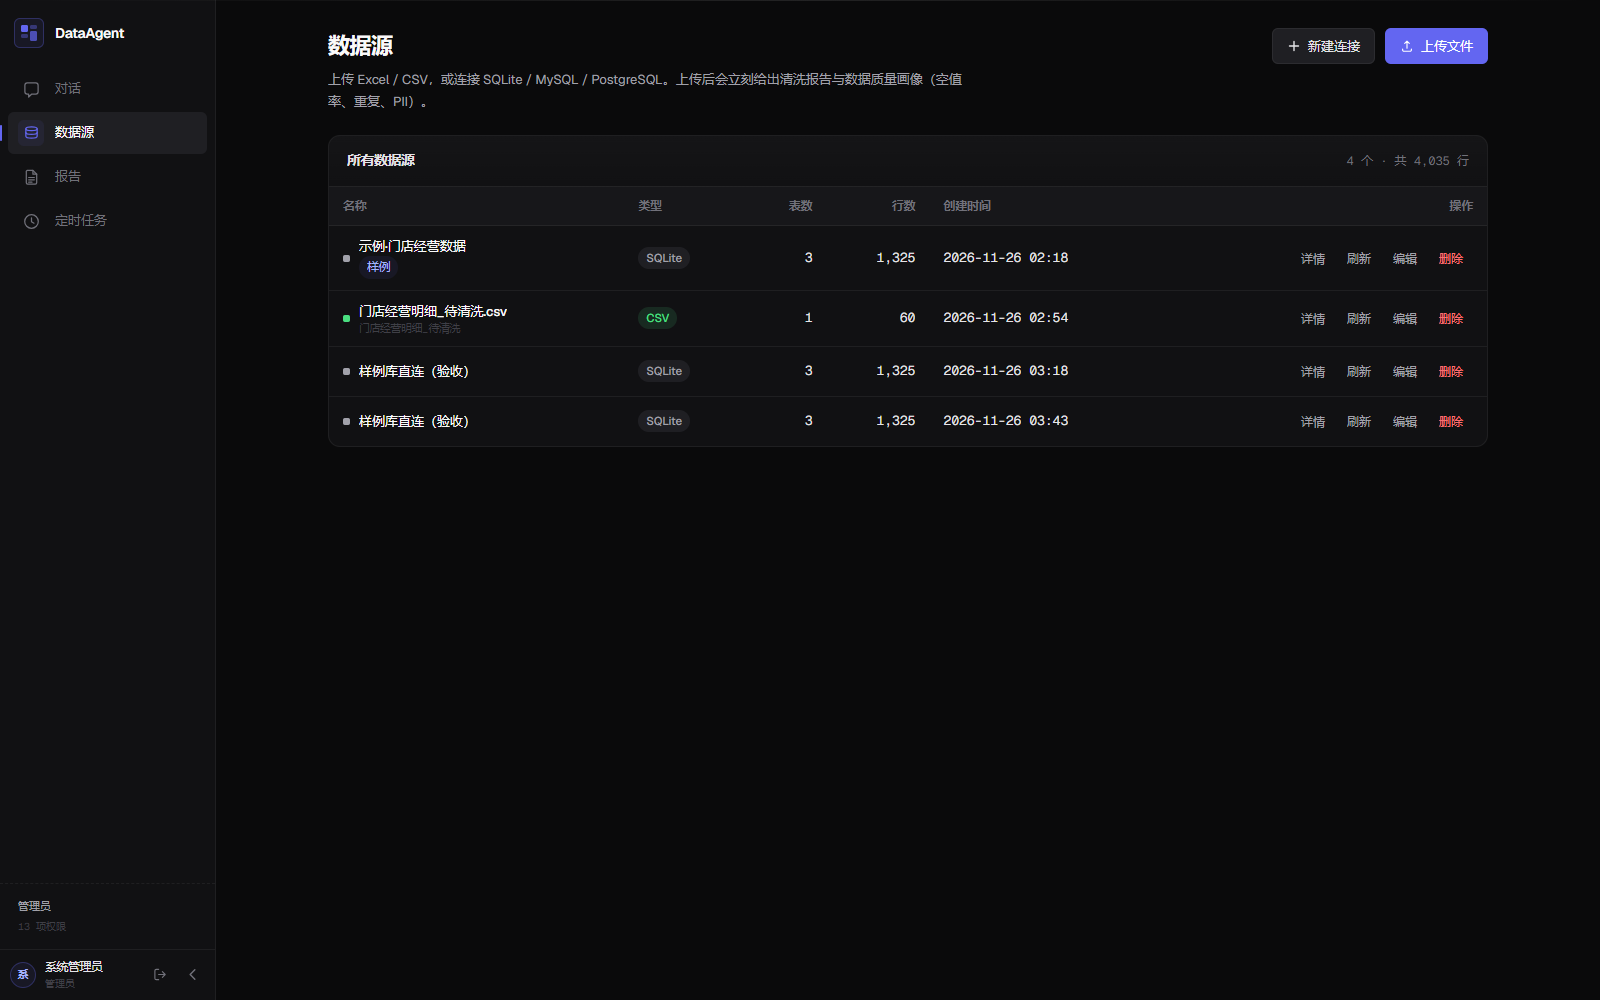 DataAgent
对话
数据源
报告
定时任务
管理员
13 项权限
系
系统管理员
管理员
数据源
上传 Excel / CSV，或连接 SQLite / MySQL / PostgreSQL。上传后会立刻给出清洗报告与数据质量画像（空值
率、重复、PII）。
新建连接
上传文件
所有数据源
4 个 · 共 4,035 行
名称 类型 表数 行数 创建时间 操作
示例·门店经营数据
样例
SQLite 3 1,325 2026-11-26 02:18 详情 刷新 编辑 删除
门店经营明细_待清洗.csv
门店经营明细_待清洗
CSV 1 60 2026-11-26 02:54 详情 刷新 编辑 删除
样例库直连（验收） SQLite 3 1,325 2026-11-26 03:18 详情 刷新 编辑 删除
样例库直连（验收） SQLite 3 1,325 2026-11-26 03:43 详情 刷新 编辑 删除